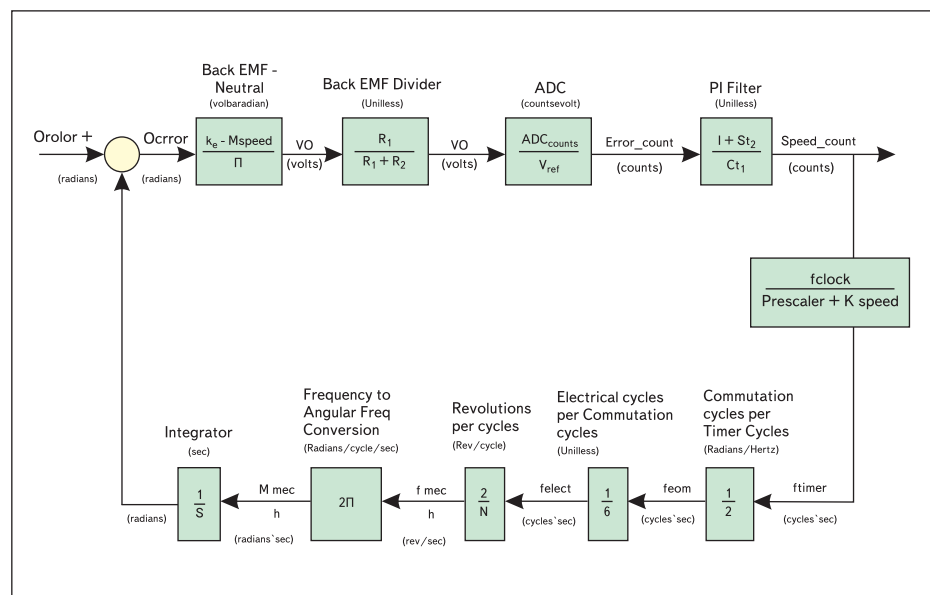 Back EMF -
Neutral
(volbaradian)
Back EMF Divider
(Unilless)
ADC
(countsevolt)
PI Filter
(Unilless)
Orolor +
(radians)
Ocrror
(radians)
ke - Mspeed
Π
VO
(volts)
R1
R1 + R2
VO
(volts)
ADCcounts
Vref
Error_count
(counts)
I + St2
Ct1
Speed_count
(counts)
fclock
Prescaler + K speed
Integrator
(sec)
Frequency to
Angular Freq
Conversion
(Radians/cycle/sec)
Revolutions
per cycles
(Rev/cycle)
Electrical cycles
per Commutation
cycles
(Unilless)
Commutation
cycles per
Timer Cycles
(Radians/Hertz)
(radians)
1
S
M mec
h
(radians`sec)
2Π
f mec
h
(rev/sec)
2
N
felect
(cycles`sec)
1
6
feom
(cycles`sec)
1
2
ftimer
(cycles`sec)